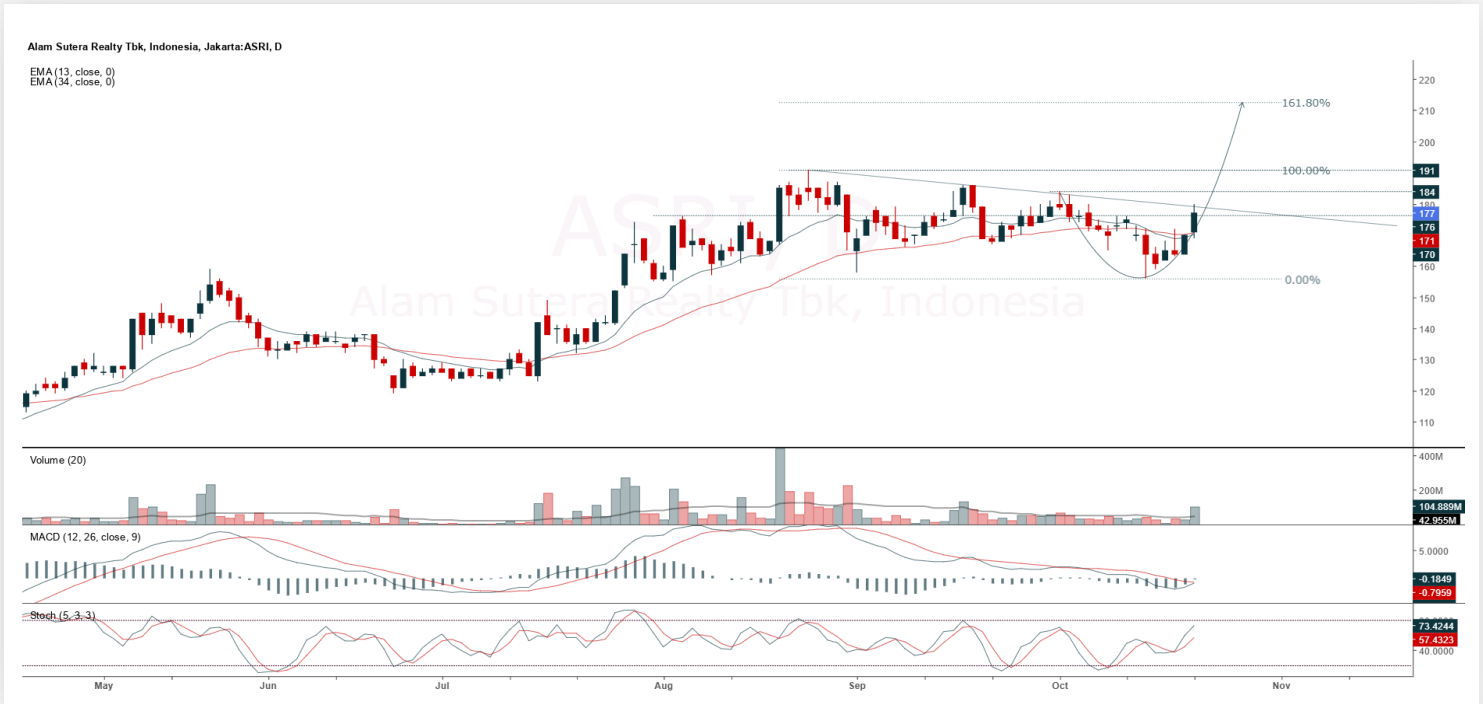 Alam Sutera Realty Tbk, Indonesia, Jakarta:ASRI, D
EMA (13, close, 0)
EMA (34, close, 0)
ASRI, D
Alam Sutera Realty Tbk, Indonesia
161.80%
100.00%
0.00%
220
210
200
191
184
180
177
176
171
170
160
150
140
130
120
110
Volume (20)
400M
200M
104.889M
42.955M
MACD (12, 26, close, 9)
5.0000
-0.1849
-0.7959
Stoch (5, 3, 3)
73.4244
57.4323
40.0000
May Jun Jul Aug Sep Oct Nov